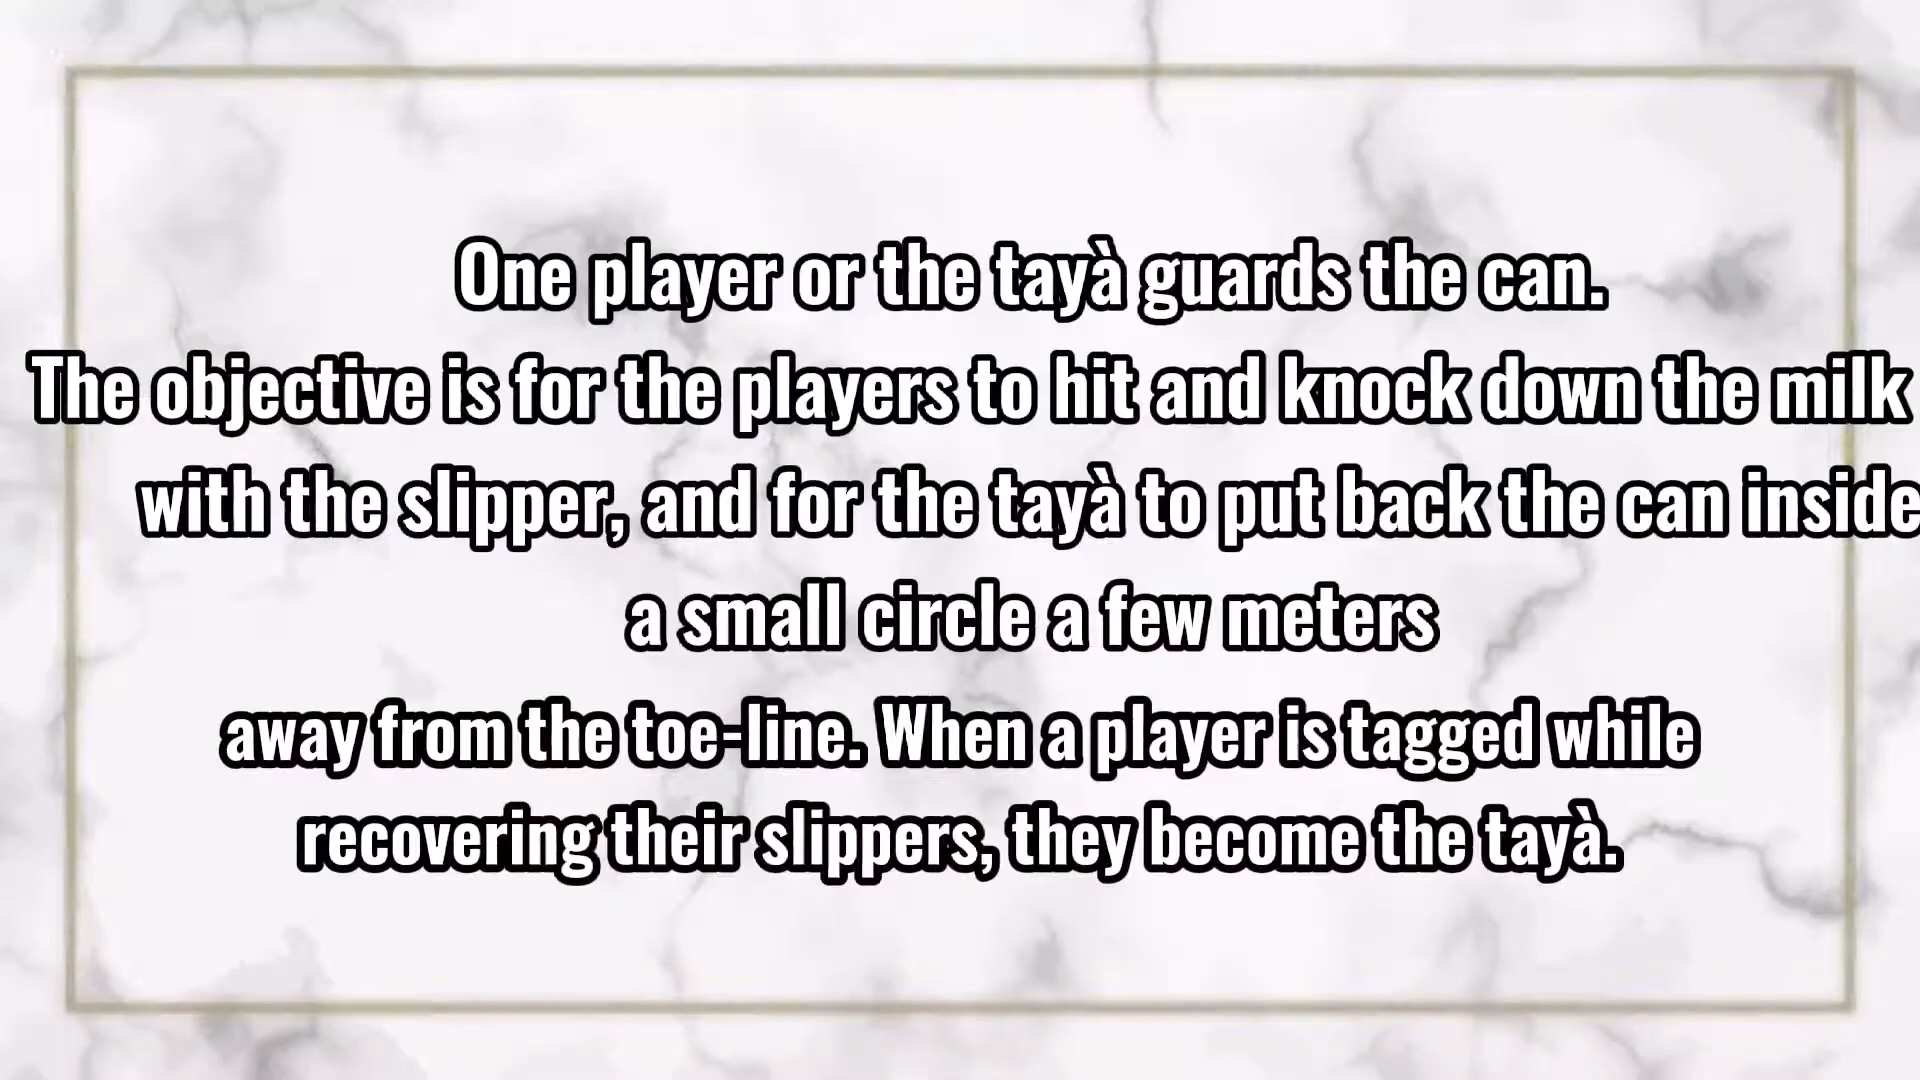 One player or the tayà guards the can.
The objective is for the players to hit and knock down the milk
with the slipper, and for the tayà to put back the can inside
a small circle a few meters
away from the toe-line. When a player is tagged while
recovering their slippers, they become the tayà.